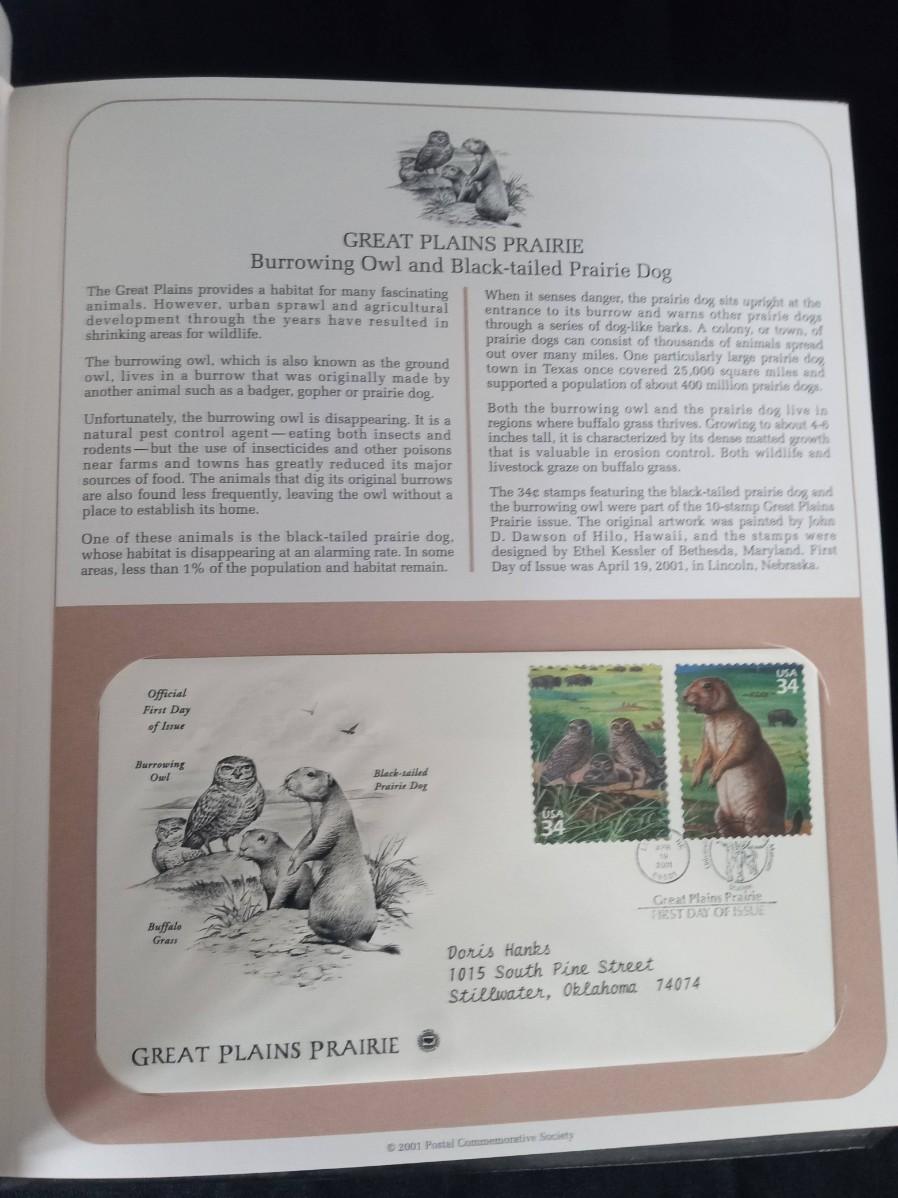 GREAT PLAINS PRAIRIE
Burrowing Owl and Black-tailed Prairie Dog
The Great Plains provides a habitat for many fascinating
animals. However, urban sprawl and agricultural
development through the years have resulted in
shrinking areas for wildlife.
The burrowing owl, which is also known as the ground
owl, lives in a burrow that was originally made by
another animal such as a badger, gopher or prairie dog.
Unfortunately, the burrowing owl is disappearing. It is a
natural pest control agent — eating both insects and
rodents — but the use of insecticides and other poisons
near farms and towns has greatly reduced its major
sources of food. The animals that dig its original burrows
are also found less frequently, leaving the owl without a
place to establish its home.
One of these animals is the black-tailed prairie dog,
whose habitat is disappearing at an alarming rate. In some
areas, less than 1% of the population and habitat remain.
When it senses danger, the prairie dog sits upright at the
entrance to its burrow and warns other prairie dogs
through a series of dog-like barks. A colony, or town, of
prairie dogs can consist of thousands of animals spread
out over many miles. One particularly large prairie dog
town in Texas once covered 25,000 square miles and
supported a population of about 400 million prairie dogs.
Both the burrowing owl and the prairie dog live in
regions where buffalo grass thrives. Growing to about 4-6
inches tall, it is characterized by its dense matted growth
that is valuable in erosion control. Both wildlife and
livestock graze on buffalo grass.
The 34¢ stamps featuring the black-tailed prairie dog and
the burrowing owl were part of the 10-stamp Great Plains
Prairie issue. The original artwork was painted by John
D. Dawson of Hilo, Hawaii, and the stamps were
designed by Ethel Kessler of Bethesda, Maryland. First
Day of Issue was April 19, 2001, in Lincoln, Nebraska.
Official
First Day
of Issue
Burrowing
Owl
Black-tailed
Prairie Dog
Buffalo
Grass
USA
34
USA
34
APR
19
2001
Great Plains Prairie
FIRST DAY OF ISSUE
Doris Hanks
1015 South Pine Street
Stillwater, Oklahoma 74074
GREAT PLAINS PRAIRIE
© 2001 Postal Commemorative Society